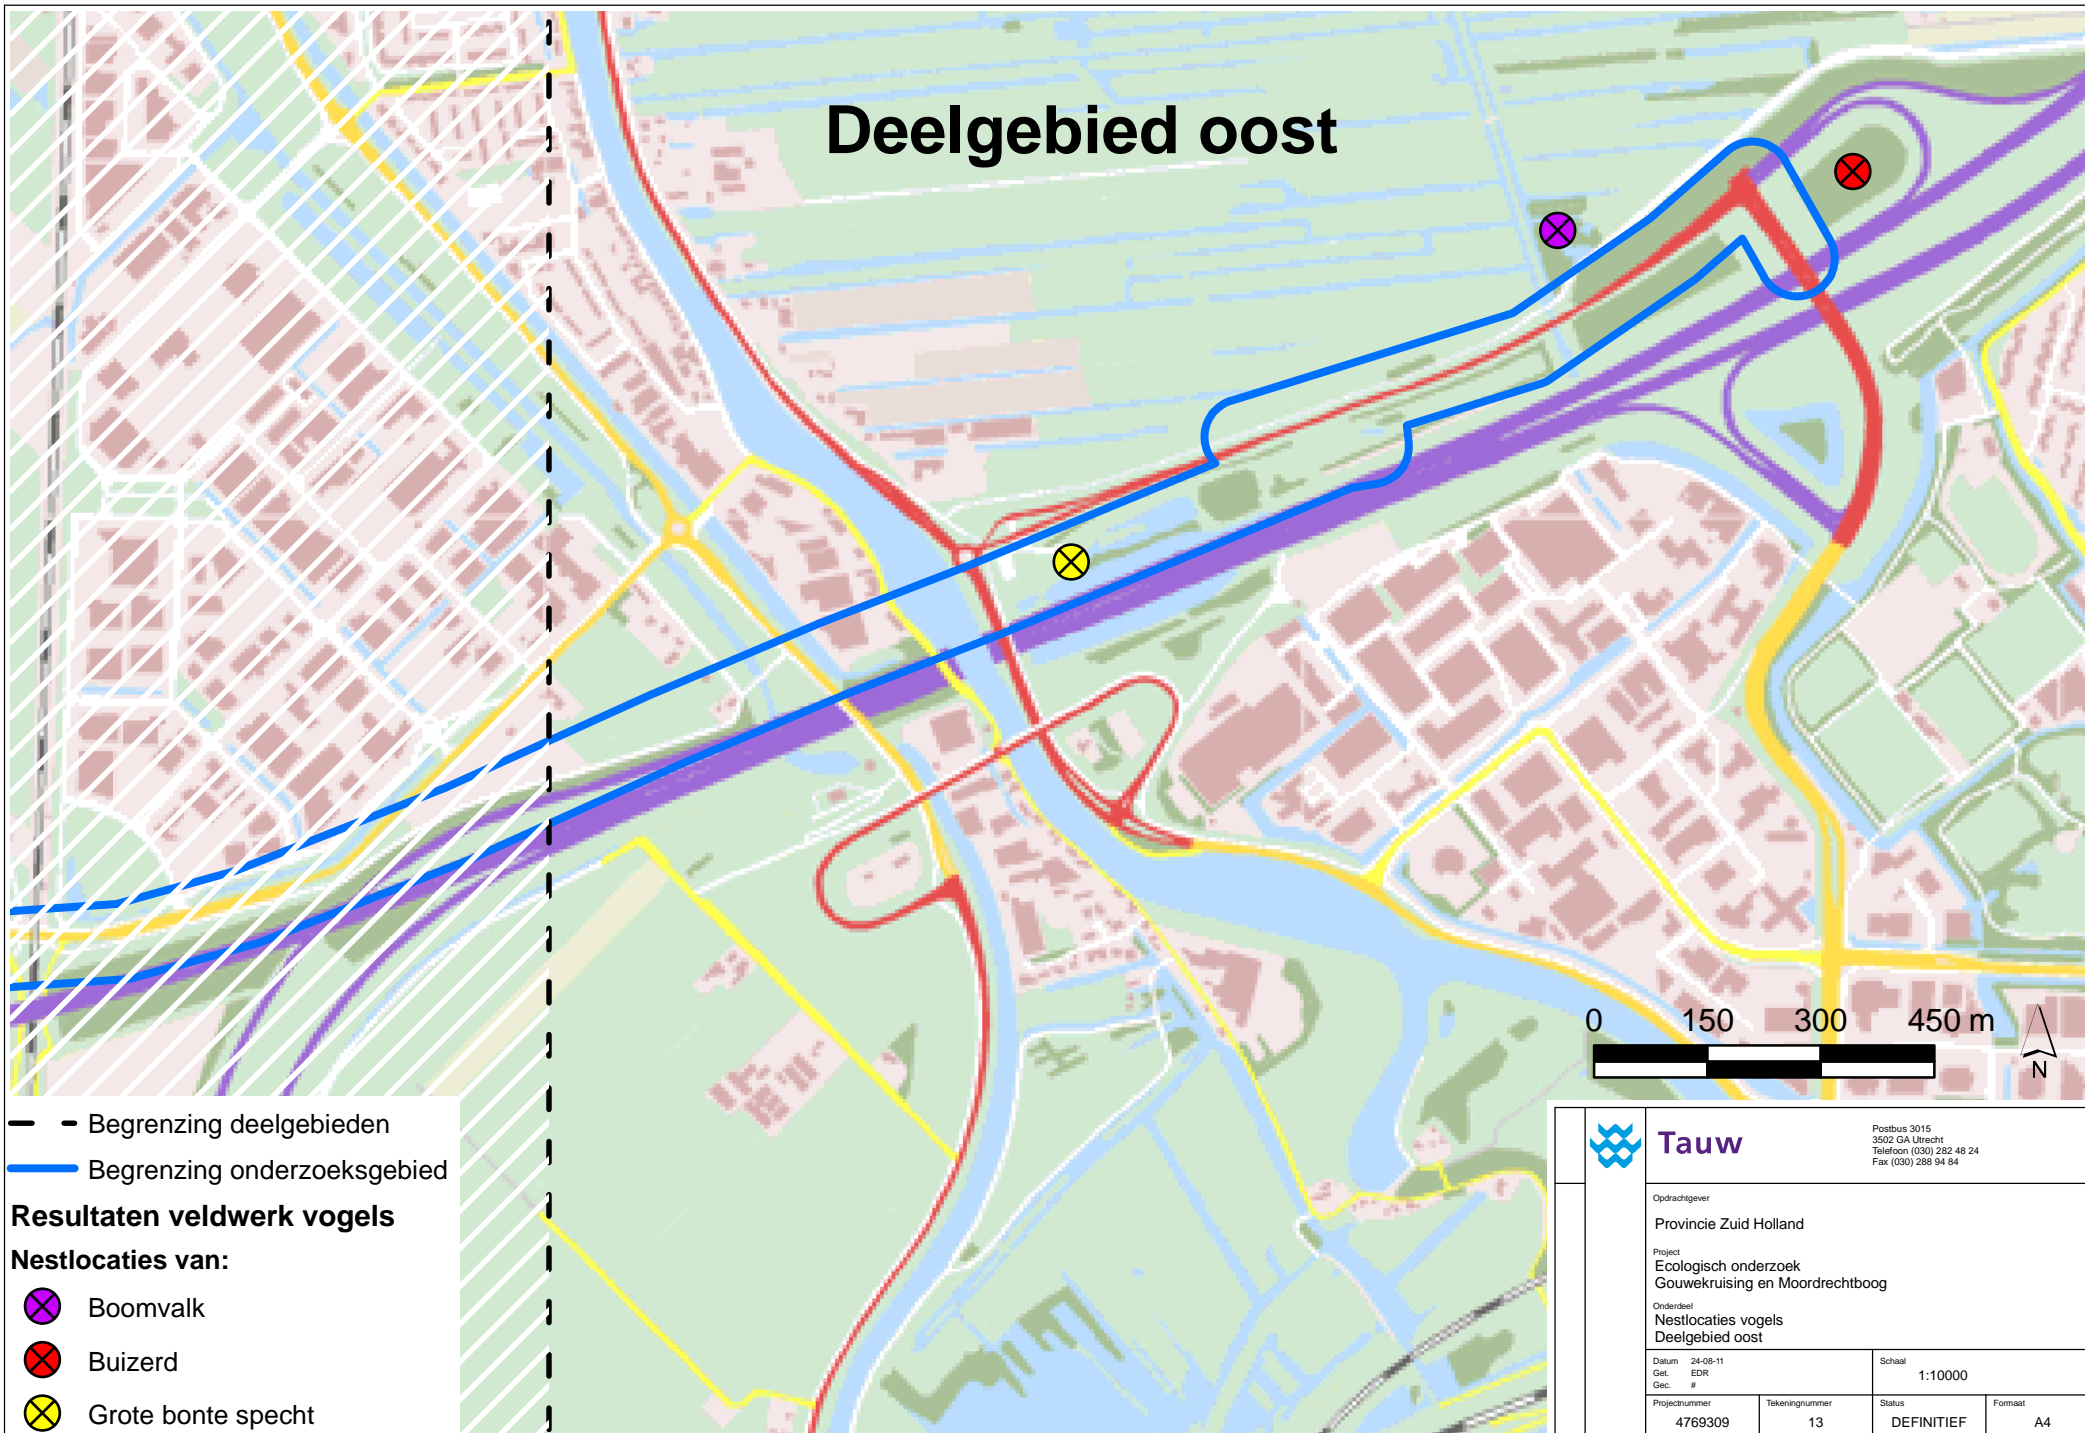 Deelgebied oost
0 150 300 450 m
N
Begrenzing deelgebieden
Begrenzing onderzoeksgebied
Resultaten veldwerk vogels
Nestlocaties van:
Boomvalk
Buizerd
Grote bonte specht
Tauw
Postbus 3015
3502 GA Utrecht
Telefoon (030) 282 48 24
Fax (030) 288 94 84
Opdrachtgever
Provincie Zuid Holland
Project
Ecologisch onderzoek
Gouwekruising en Moordrechtboog
Onderdeel
Nestlocaties vogels
Deelgebied oost
Datum 24-08-11
Get. EDR
Gec. #
Schaal
1:10000
Projectnummer
4769309
Tekeningnummer
13
Status
DEFINITIEF
Formaat
A4